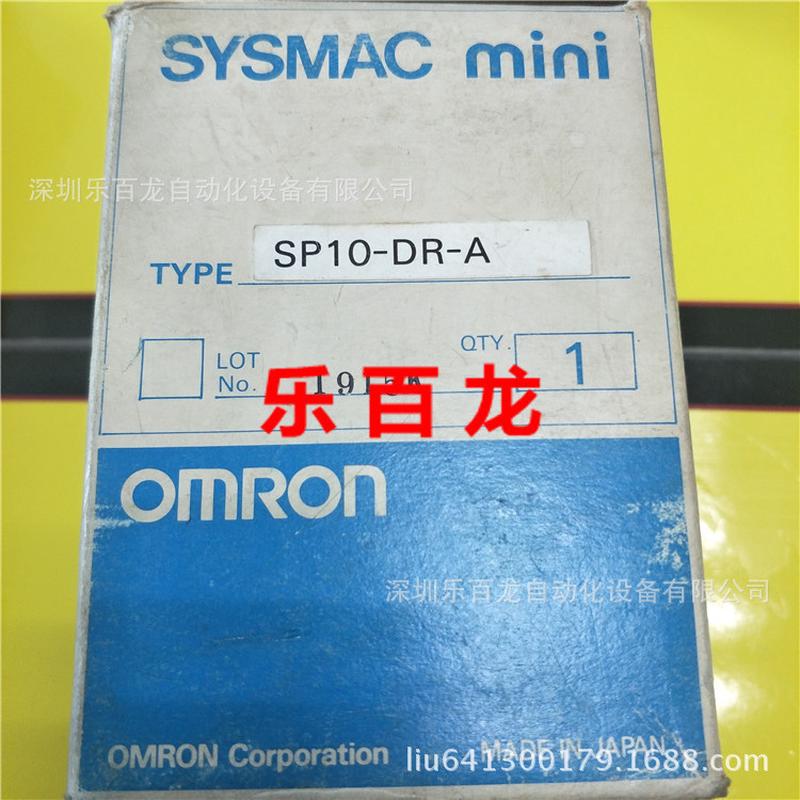 SYSMAC mini
深圳乐百龙自动化设备有限公司
TYPE SP10-DR-A
LOT No. QTY. 1
乐百龙
OMRON
深圳乐百龙自动化设备有限公司
OMRON Corporation MADE IN JAPAN
liu641300179.1688.com